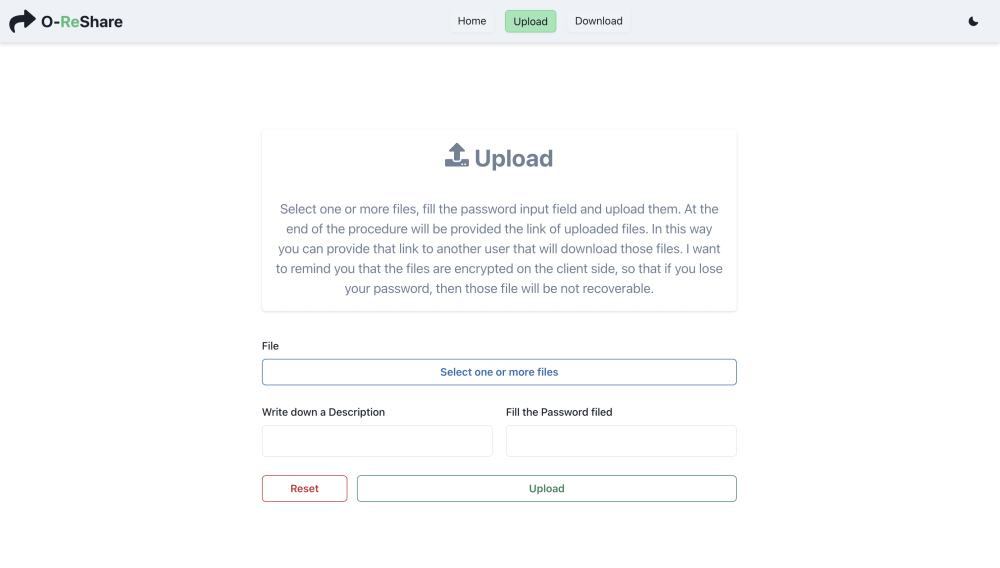 O-ReShare
Home
Upload
Download
Upload
Select one or more files, fill the password input field and upload them. At the
end of the procedure will be provided the link of uploaded files. In this way
you can provide that link to another user that will download those files. I want
to remind you that the files are encrypted on the client side, so that if you lose
your password, then those file will be not recoverable.
File
Select one or more files
Write down a Description
Fill the Password filed
Reset
Upload